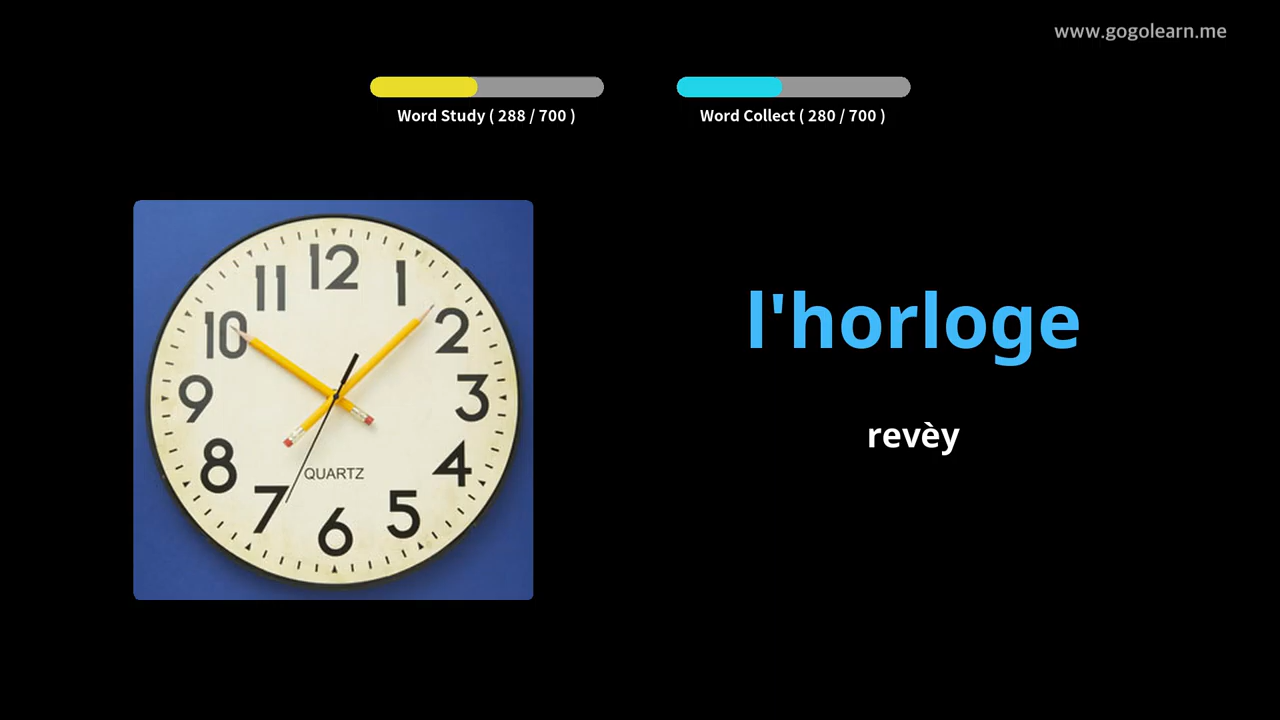 www.gogolearn.me
Word Study ( 288 / 700 )
Word Collect ( 280 / 700 )
12
1
2
3
4
5
6
7
8
9
10
11
QUARTZ
l'horloge
revèy